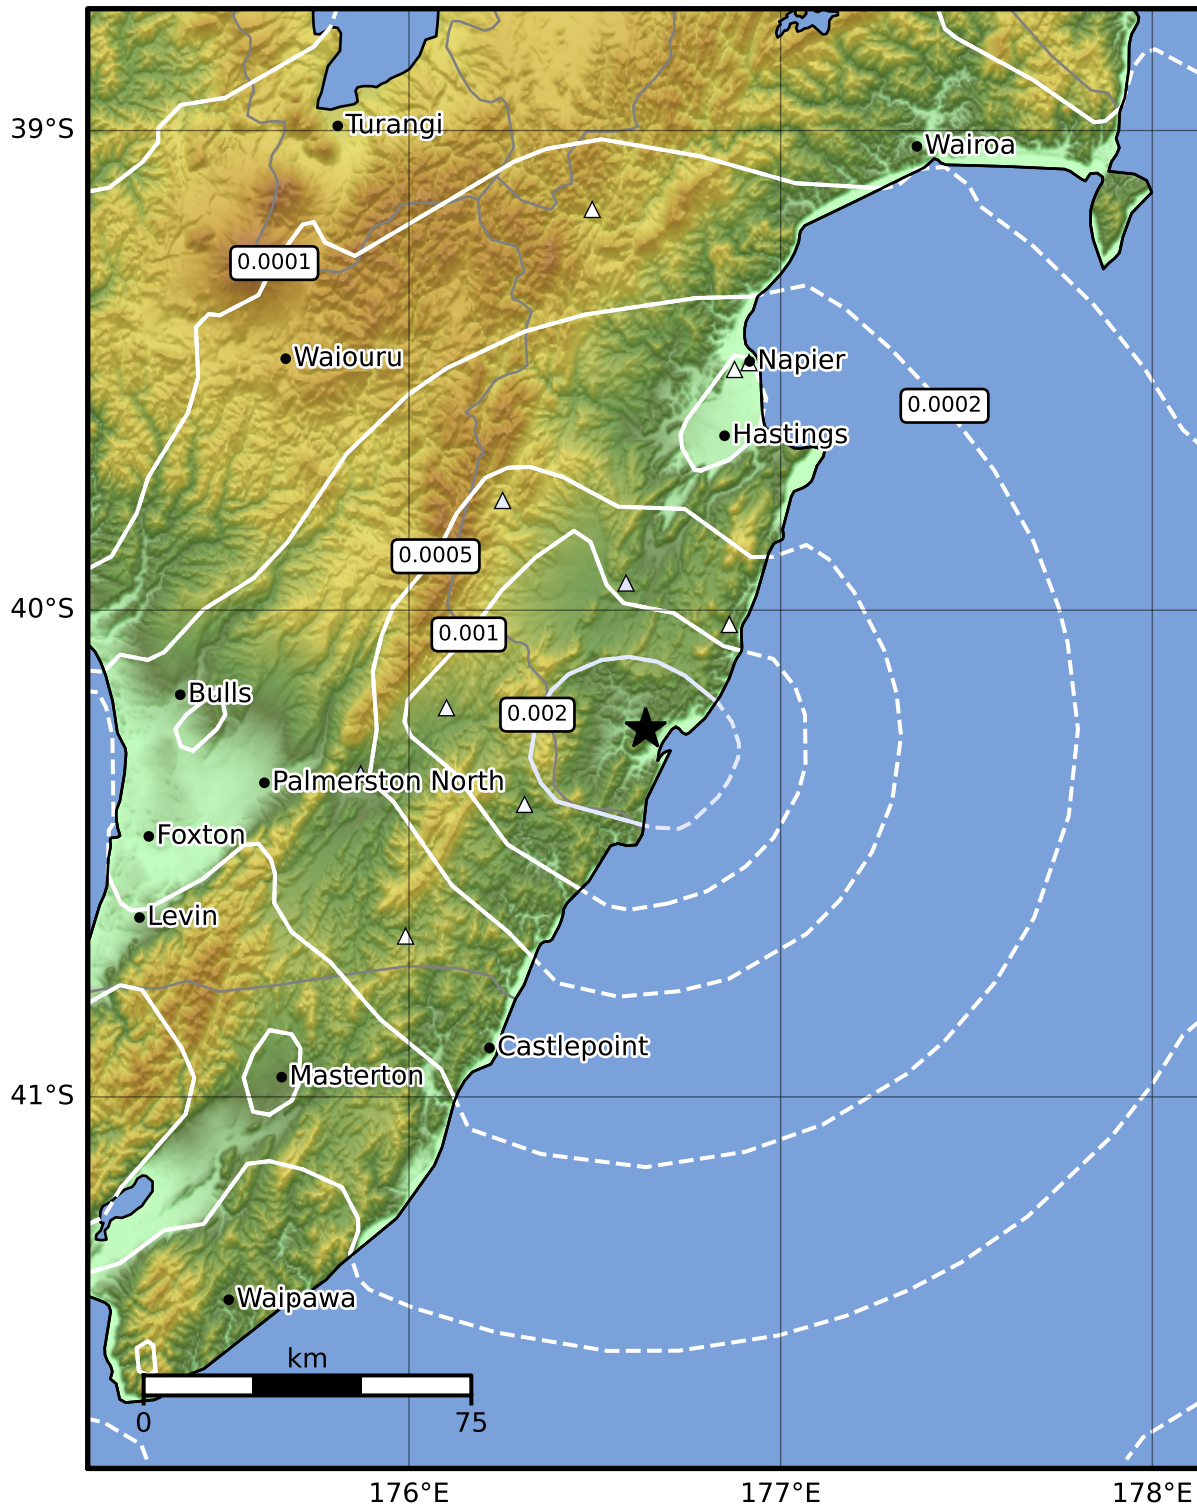 39°S
Turangi
Wairoa
0.0001
Waiouru
Napier
0.0002
Hastings
0.0005
40°S
0.001
Bulls
0.002
Palmerston North
Foxton
Levin
Castlepoint
Masterton
41°S
Waipawa
km
0 75
176°E 177°E 178°E